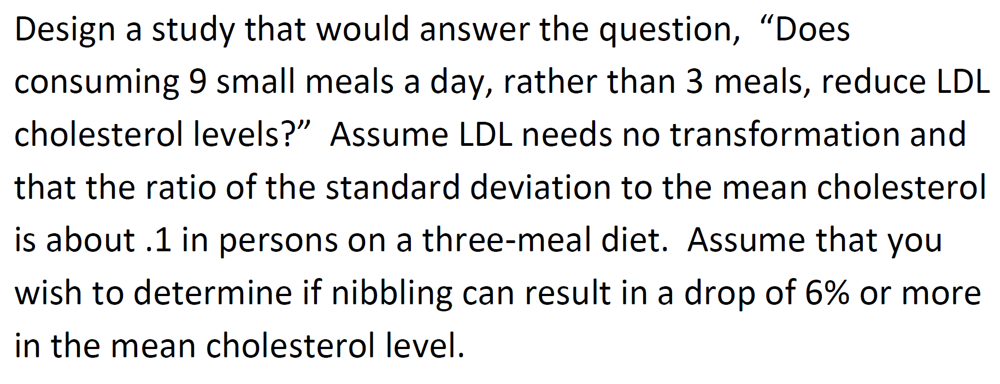 Design a study that would answer the question,  “Does
consuming 9 small meals a day, rather than 3 meals, reduce LDL
cholesterol levels?”  Assume LDL needs no transformation and
that the ratio of the standard deviation to the mean cholesterol
is about .1 in persons on a three-meal diet.  Assume that you
wish to determine if nibbling can result in a drop of 6% or more
in the mean cholesterol level.